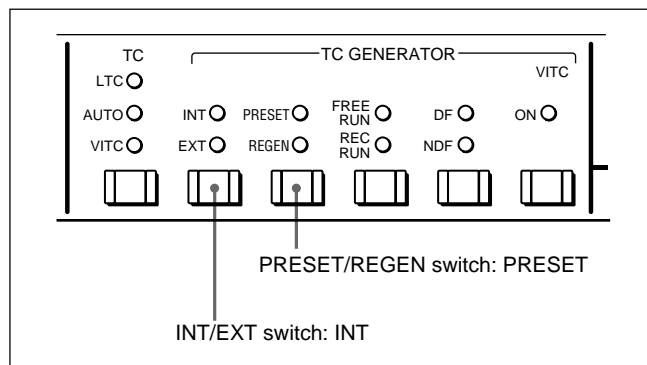 TC
TC GENERATOR
VITC
LTC
AUTO
INT
PRESET
FREE RUN
DF
ON
VITC
EXT
REGEN
REC RUN
NDF
PRESET/REGEN switch: PRESET
INT/EXT switch: INT